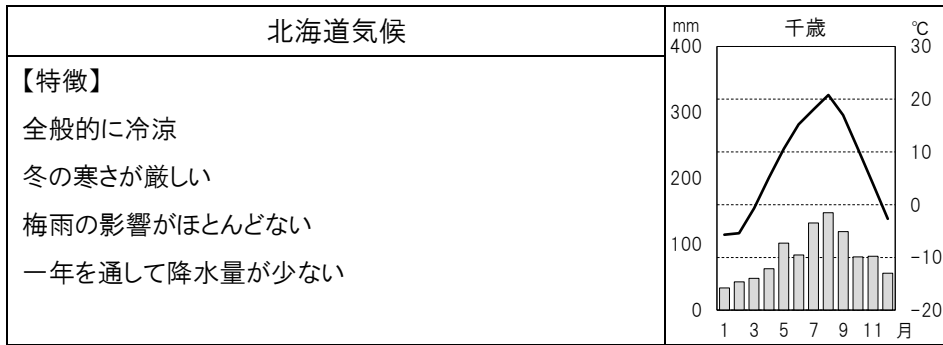 北海道気候
【特徴】
全般的に冷涼
冬の寒さが厳しい
梅雨の影響がほとんどない
一年を通して降水量が少ない
mm 千歳 ℃
400 30
300 20
200 10
100 0
0 -10
-20
1 3 5 7 9 11 月